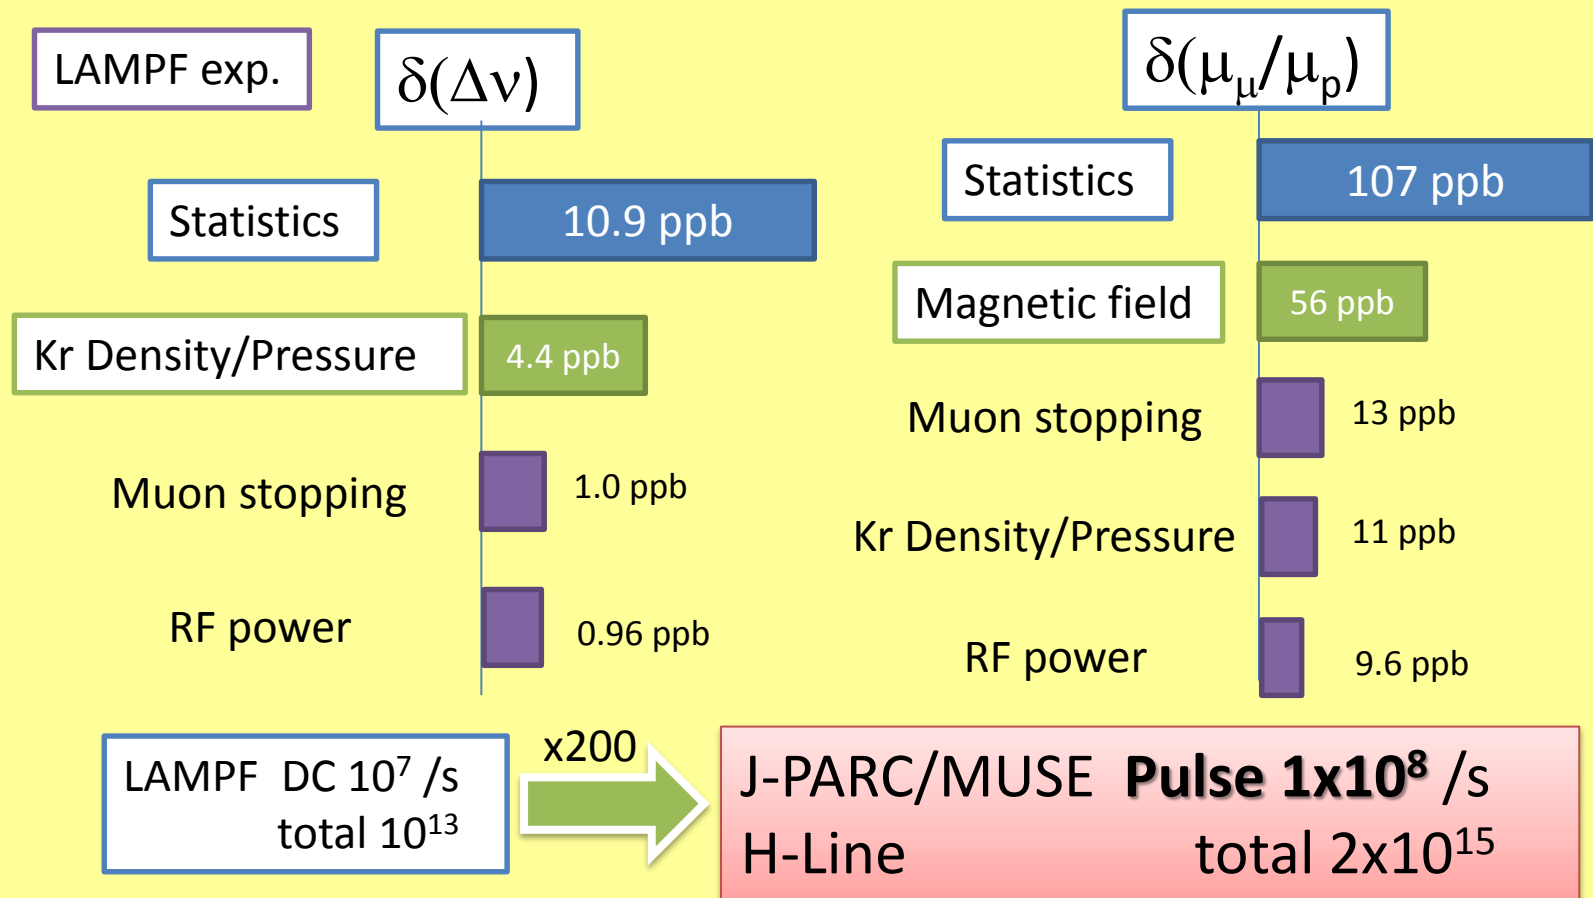 LAMPF exp.
δ(Δν)
Statistics
10.9 ppb
Kr Density/Pressure
4.4 ppb
Muon stopping
1.0 ppb
RF power
0.96 ppb
δ(μμ/μp)
Statistics
107 ppb
Magnetic field
56 ppb
Muon stopping
13 ppb
Kr Density/Pressure
11 ppb
RF power
9.6 ppb
LAMPF DC 10⁷ /s
total 10¹³
x200
J-PARC/MUSE Pulse 1x10⁸ /s
H-Line total 2x10¹⁵